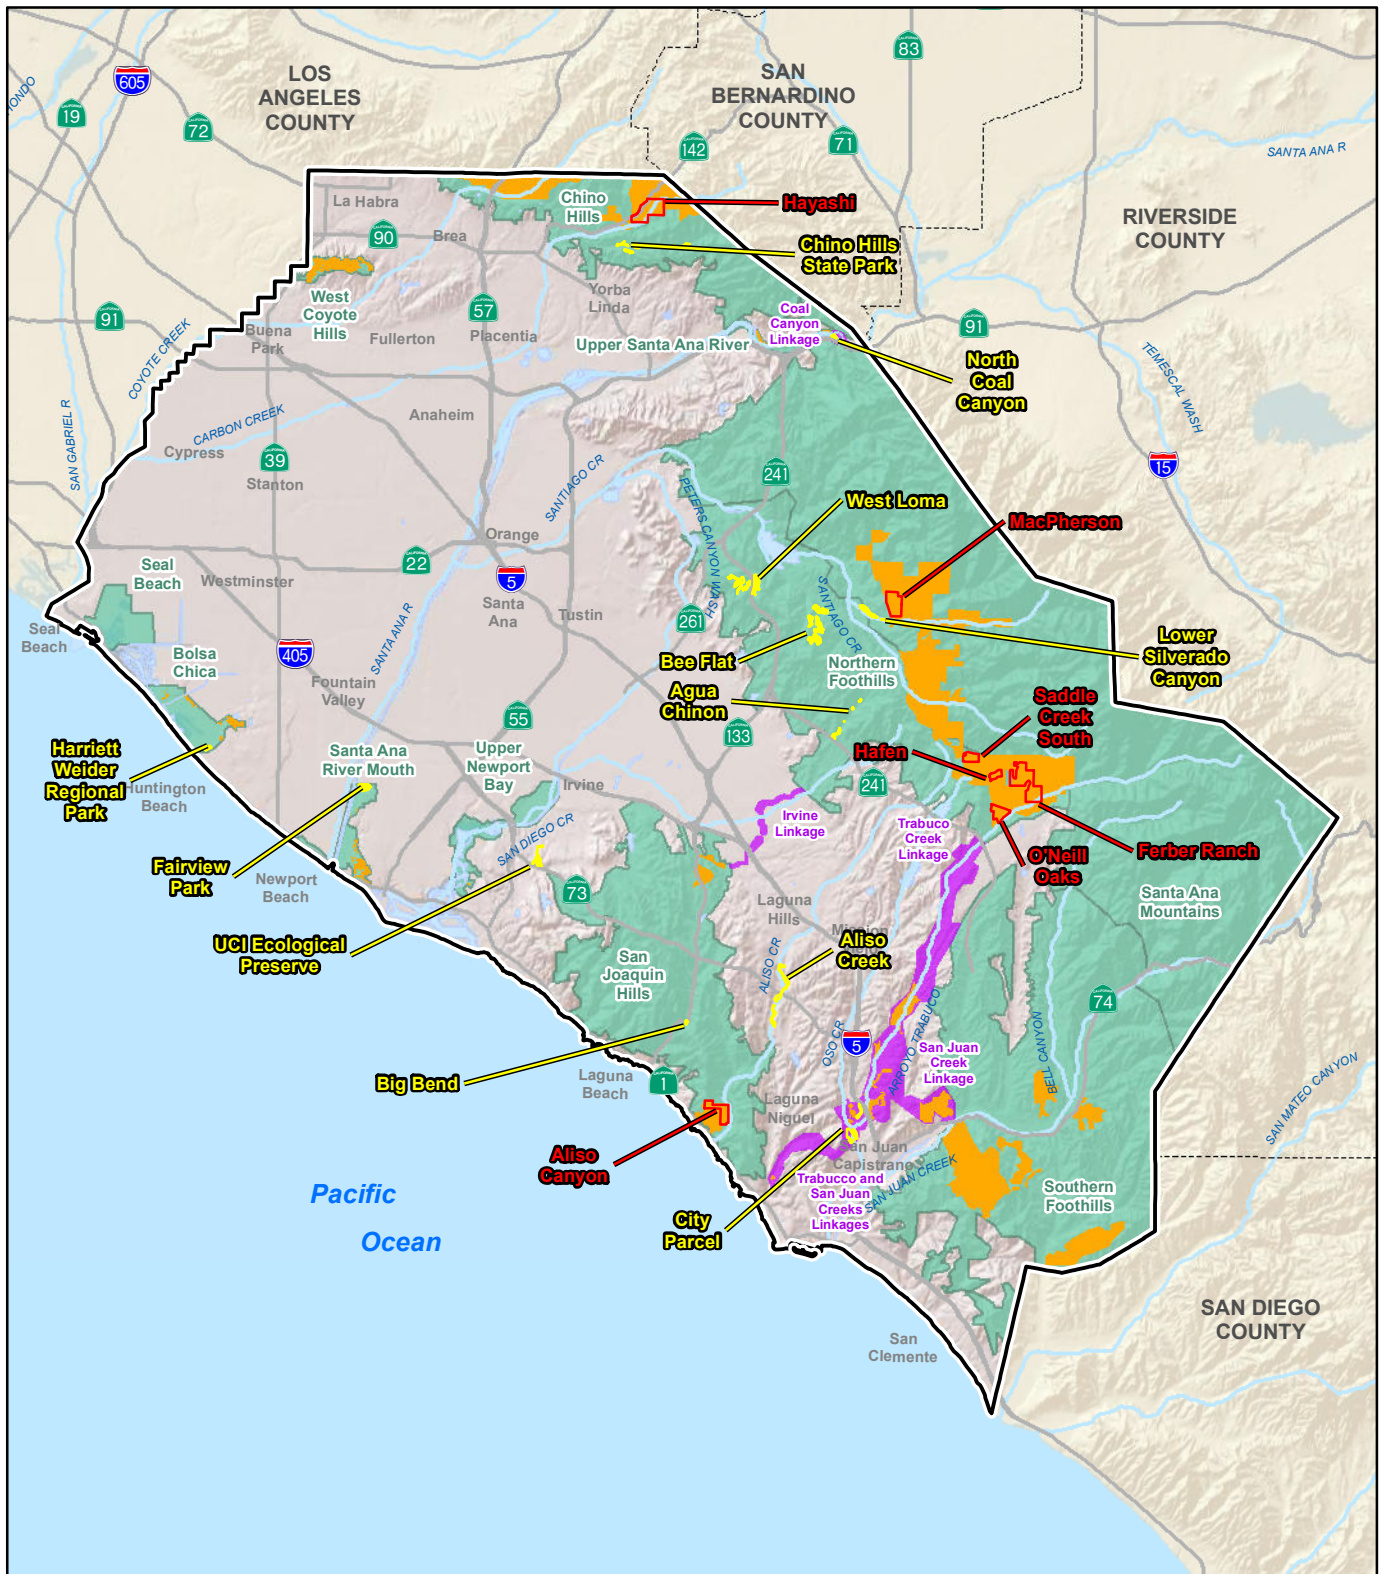 LOS
ANGELES
COUNTY
SAN
BERNARDINO
COUNTY
RIVERSIDE
COUNTY
SAN DIEGO
COUNTY
605
19
72
142
71
83
91
90
57
91
15
39
22
5
241
261
405
55
133
241
73
74
5
1
SANTA ANA R
La Habra
Brea
Chino
Hills
Hayashi
Chino Hills
State Park
Yorba
Linda
West
Coyote
Hills
Buena
Park
Fullerton
Placentia
Upper Santa Ana River
Coal
Canyon
Linkage
North
Coal
Canyon
COYOTE CREEK
CARBON CREEK
SAN GABRIEL R
TEMESCAL WASH
Anaheim
Cypress
Stanton
SANTIAGO CR
PETERS CANYON WASH
West Loma
MacPherson
Orange
Seal
Beach
Westminster
Santa
Ana
Tustin
SANTA ANA R
SANTIAGO CR
Seal
Beach
Bolsa
Chica
Fountain
Valley
Bee Flat
Northern
Foothills
Lower
Silverado
Canyon
Agua
Chinon
Saddle
Creek
South
Hafen
Harriett
Weider
Regional
Park
Huntington
Beach
Santa Ana
River Mouth
Upper
Newport
Bay
Irvine
SAN DIEGO CR
Irvine
Linkage
Trabuco
Creek
Linkage
O'Neill
Oaks
Ferber Ranch
Fairview
Park
Newport
Beach
Santa Ana
Mountains
Laguna
Hills
UCI Ecological
Preserve
San
Joaquin
Hills
ALISO CR
Aliso
Creek
OSO CR
ARROYO TRABUCO
San Juan
Creek
Linkage
BELL CANYON
SAN MATEO CANYON
Big Bend
Laguna
Beach
Laguna
Niguel
Aliso
Canyon
San Juan
Capistrano
SAN JUAN CREEK
Trabucco and
San Juan
Creeks
Linkages
Southern
Foothills
City
Parcel
Pacific
Ocean
San
Clemente